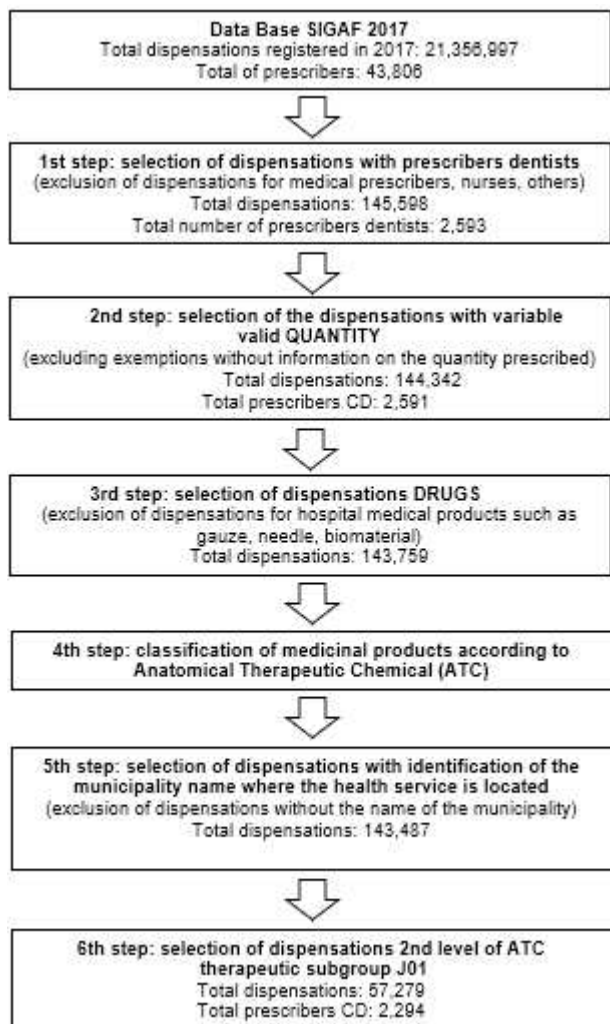 Data Base SIGAF 2017
Total dispensations registered in 2017: 21,356,997
Total of prescribers: 43,806
1st step: selection of dispensations with prescribers dentists
(exclusion of dispensations for medical prescribers, nurses, others)
Total dispensations: 145,598
Total number of prescribers dentists: 2,593
2nd step: selection of the dispensations with variable
valid QUANTITY
(excluding exemptions without information on the quantity prescribed)
Total dispensations: 144,342
Total prescribers CD: 2,591
3rd step: selection of dispensations DRUGS
(exclusion of dispensations for hospital medical products such as
gauze, needle, biomaterial)
Total dispensations: 143,759
4th step: classification of medicinal products according to
Anatomical Therapeutic Chemical (ATC)
5th step: selection of dispensations with identification of the
municipality name where the health service is located
(exclusion of dispensations without the name of the municipality)
Total dispensations: 143,487
6th step: selection of dispensations 2nd level of ATC
therapeutic subgroup J01
Total dispensations: 57,279
Total prescribers CD: 2,294